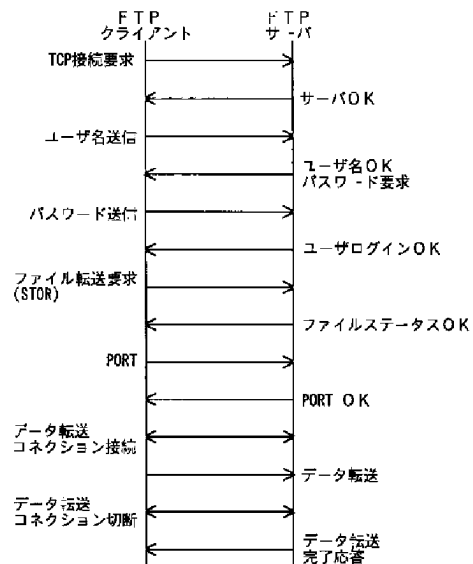 ＦＴＰ
クライアント
ＦＴＰ
サーバ
TCP接続要求
サーバＯＫ
ユーザ名送信
ユーザ名ＯＫ
パスワード要求
パスワード送信
ユーザログインＯＫ
ファイル転送要求
(STOR)
ファイルステータスＯＫ
PORT
PORT ＯＫ
データ転送
コネクション接続
データ転送
データ転送
コネクション切断
データ転送
完了応答